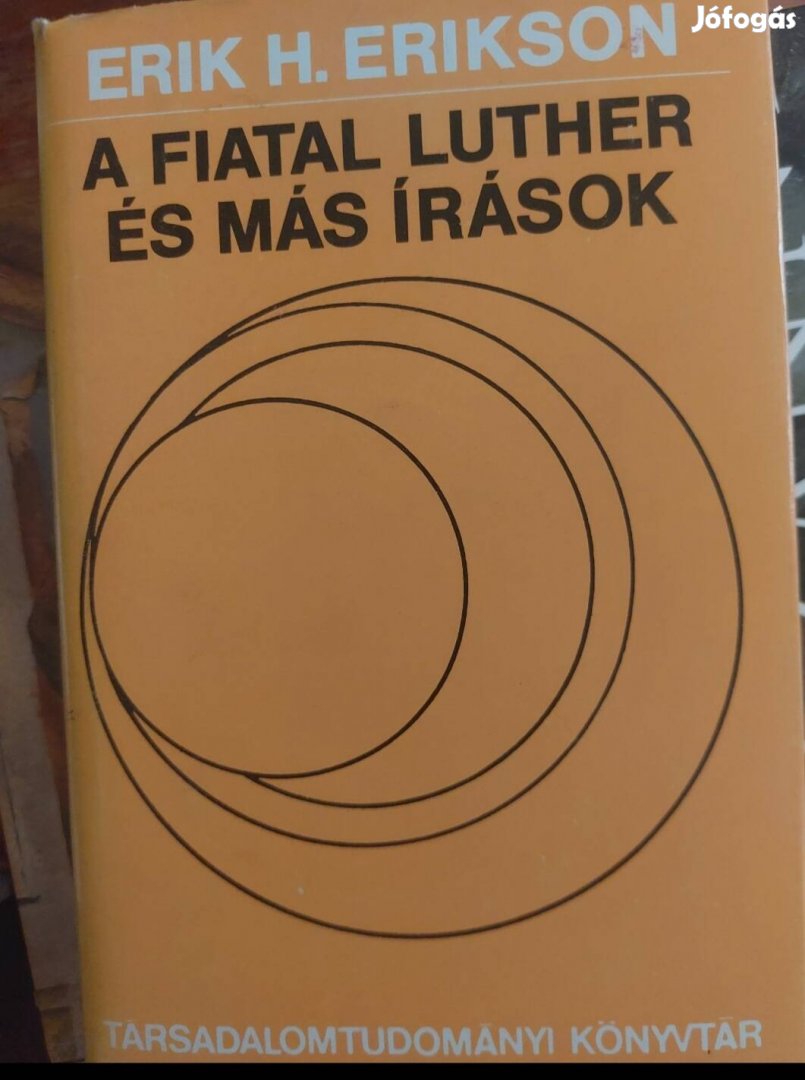 Jófogás
ERIK H. ERIKSON
A FIATAL LUTHER
ÉS MÁS ÍRÁSOK
TÁRSADALOMTUDOMÁNYI KÖNYVTÁR